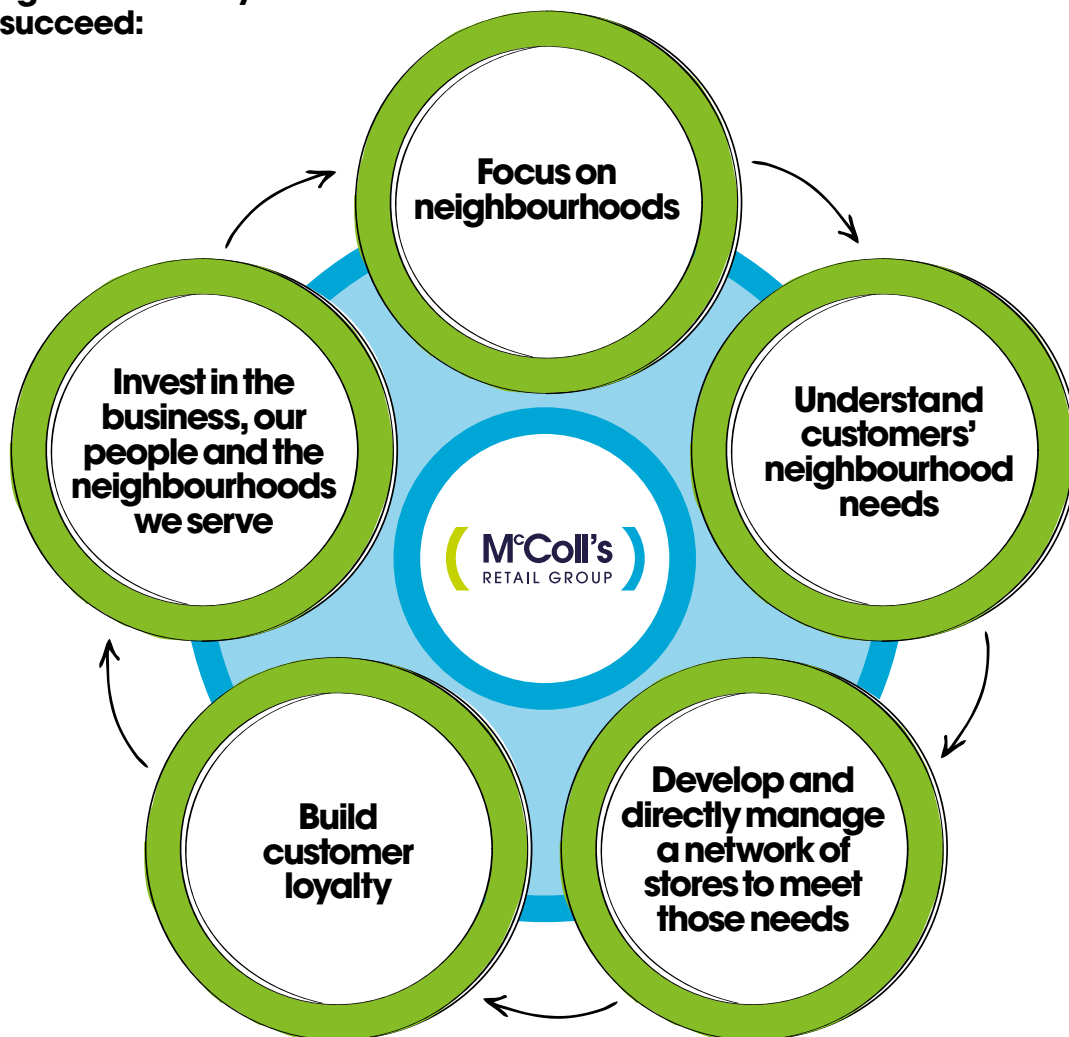 succeed:
Focus on
neighbourhoods
Understand
customers’
neighbourhood
needs
Develop and
directly manage
a network of
stores to meet
those needs
Build
customer
loyalty
Invest in the
business, our
people and the
neighbourhoods
we serve
McColl's
RETAIL GROUP